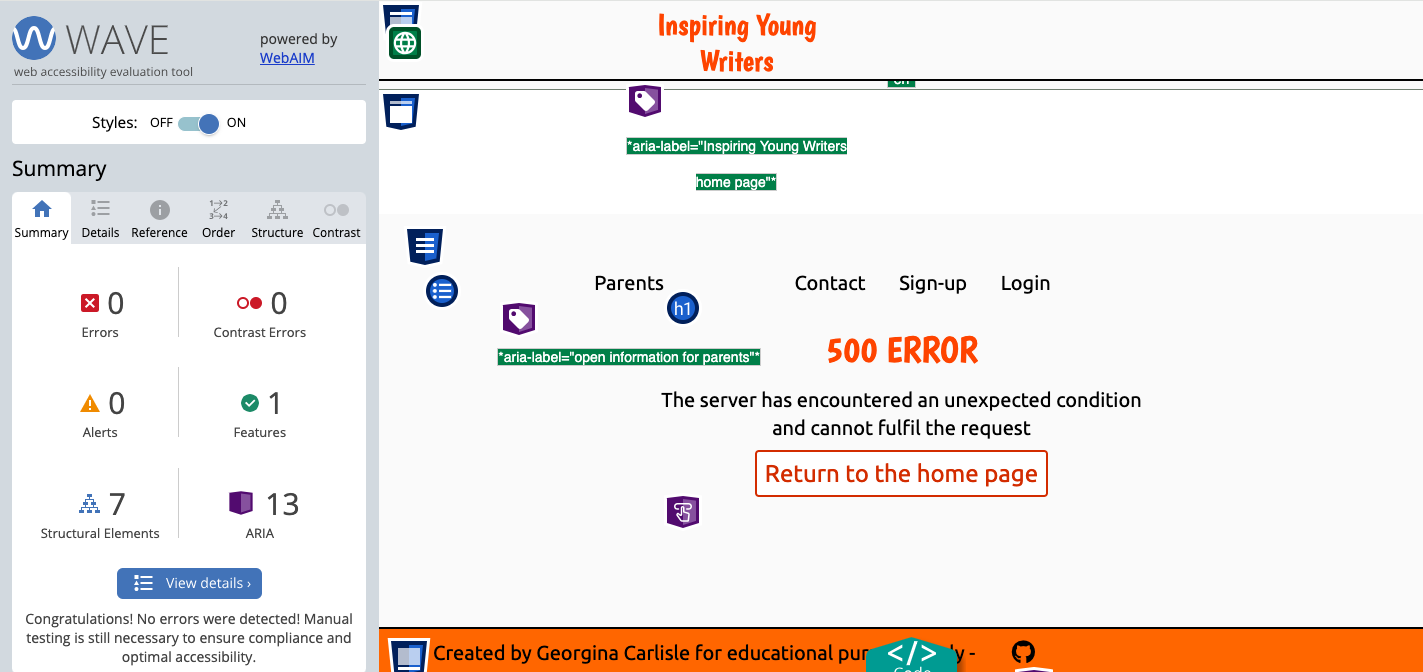 WAVE
powered by
WebAIM
web accessibility evaluation tool
Styles: OFF ON
Summary
Summary Details Reference Order Structure Contrast
0 0
Errors Contrast Errors
0 1
Alerts Features
7 13
Structural Elements ARIA
View details ›
Congratulations! No errors were detected! Manual
testing is still necessary to ensure compliance and
optimal accessibility.
Inspiring Young
Writers
*aria-label="Inspiring Young Writers
home page"*
Parents Contact Sign-up Login
h1
*aria-label="open information for parents"*
500 ERROR
The server has encountered an unexpected condition
and cannot fulfil the request
Return to the home page
Created by Georgina Carlisle for educational -